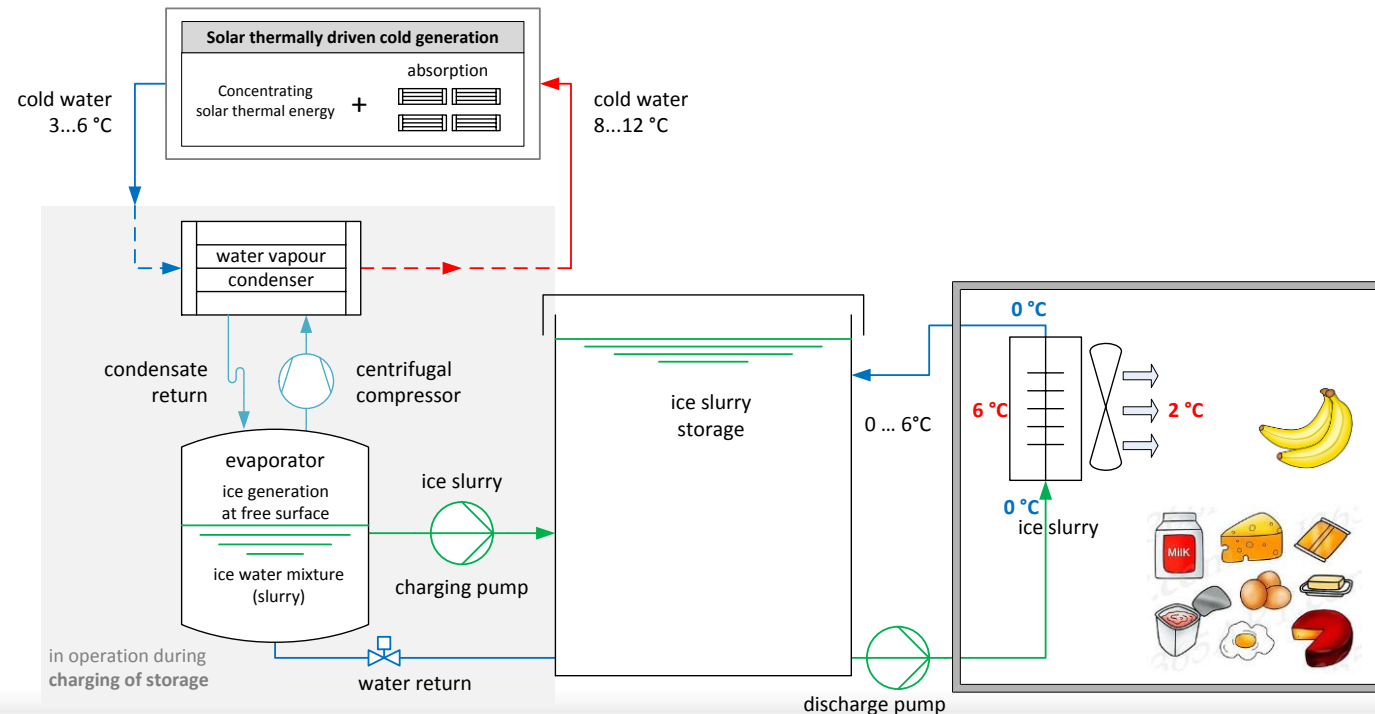 Solar thermally driven cold generation
Concentrating
solar thermal energy
+
absorption
cold water
3...6 °C
cold water
8...12 °C
water vapour
condenser
condensate
return
centrifugal
compressor
evaporator
ice generation
at free surface
ice water mixture
(slurry)
ice slurry
charging pump
water return
in operation during
charging of storage
ice slurry
storage
0 ... 6°C
discharge pump
0 °C
6 °C
2 °C
0 °C
ice slurry
MilK